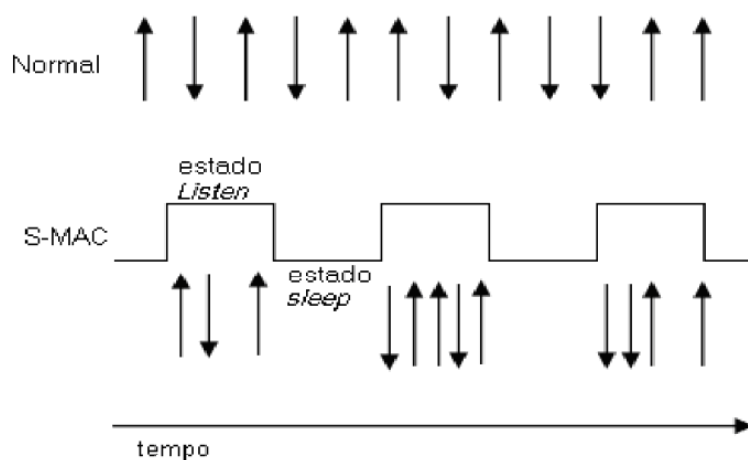 Normal
estado
Listen
S-MAC
estado
sleep
tempo